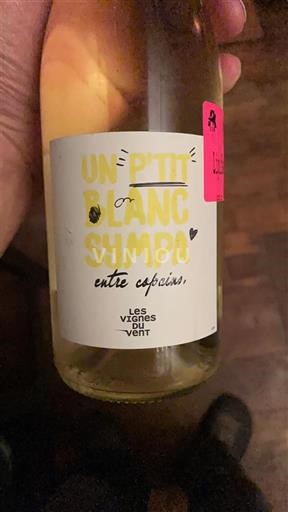 UN "P'TIT"
BLANC
SYMPA
VINIOU
entre copains,
LES
VIGNES
DU
VENT